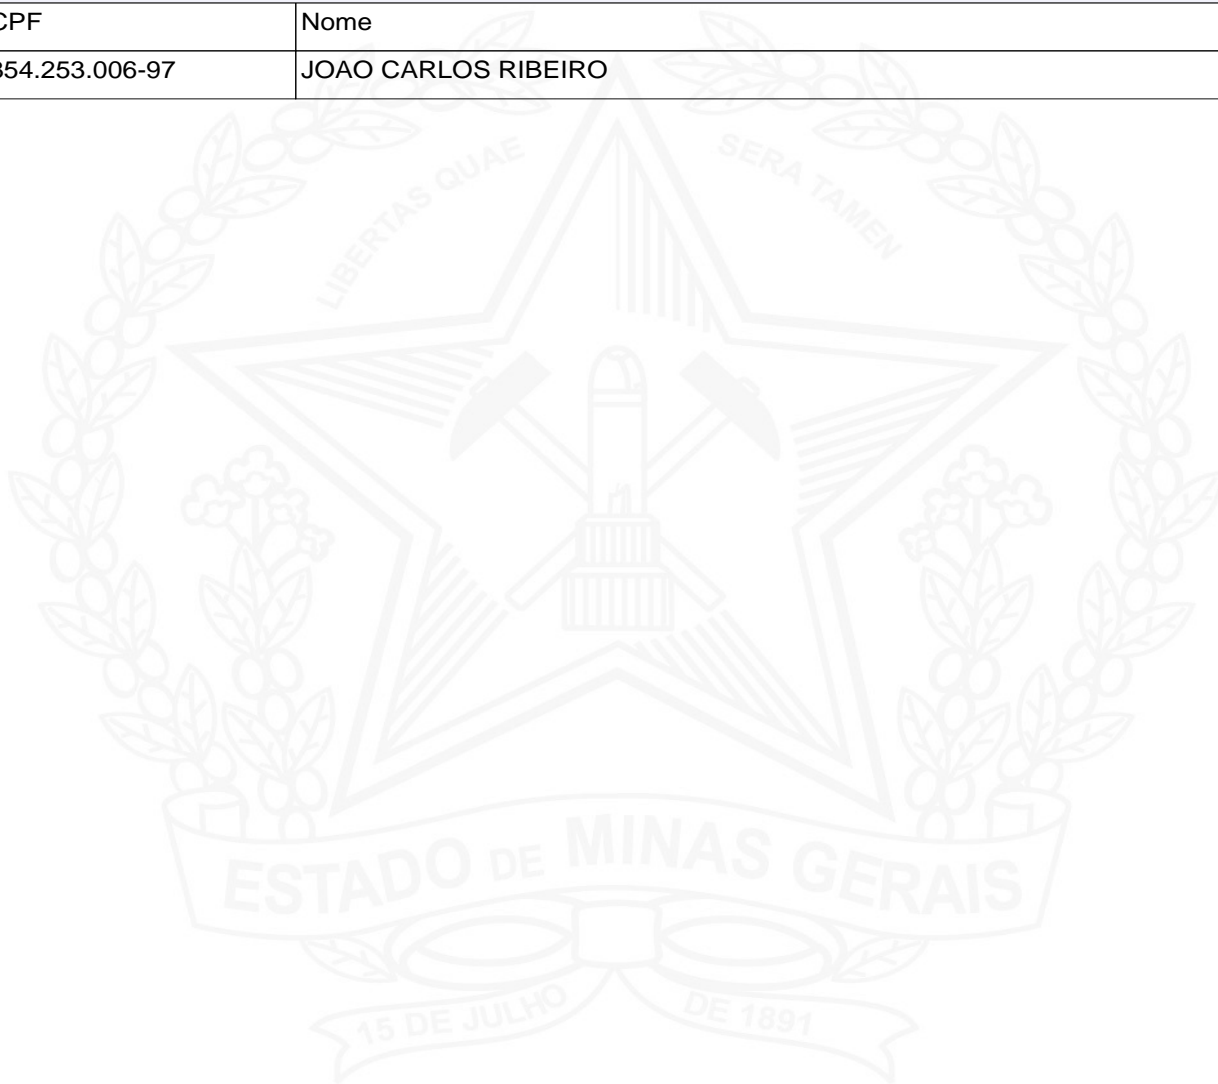 CPF Nome
854.253.006-97 JOAO CARLOS RIBEIRO
LIBERTAS QUAE SERA TAMEN
ESTADO DE MINAS GERAIS
15 DE JULHO DE 1891